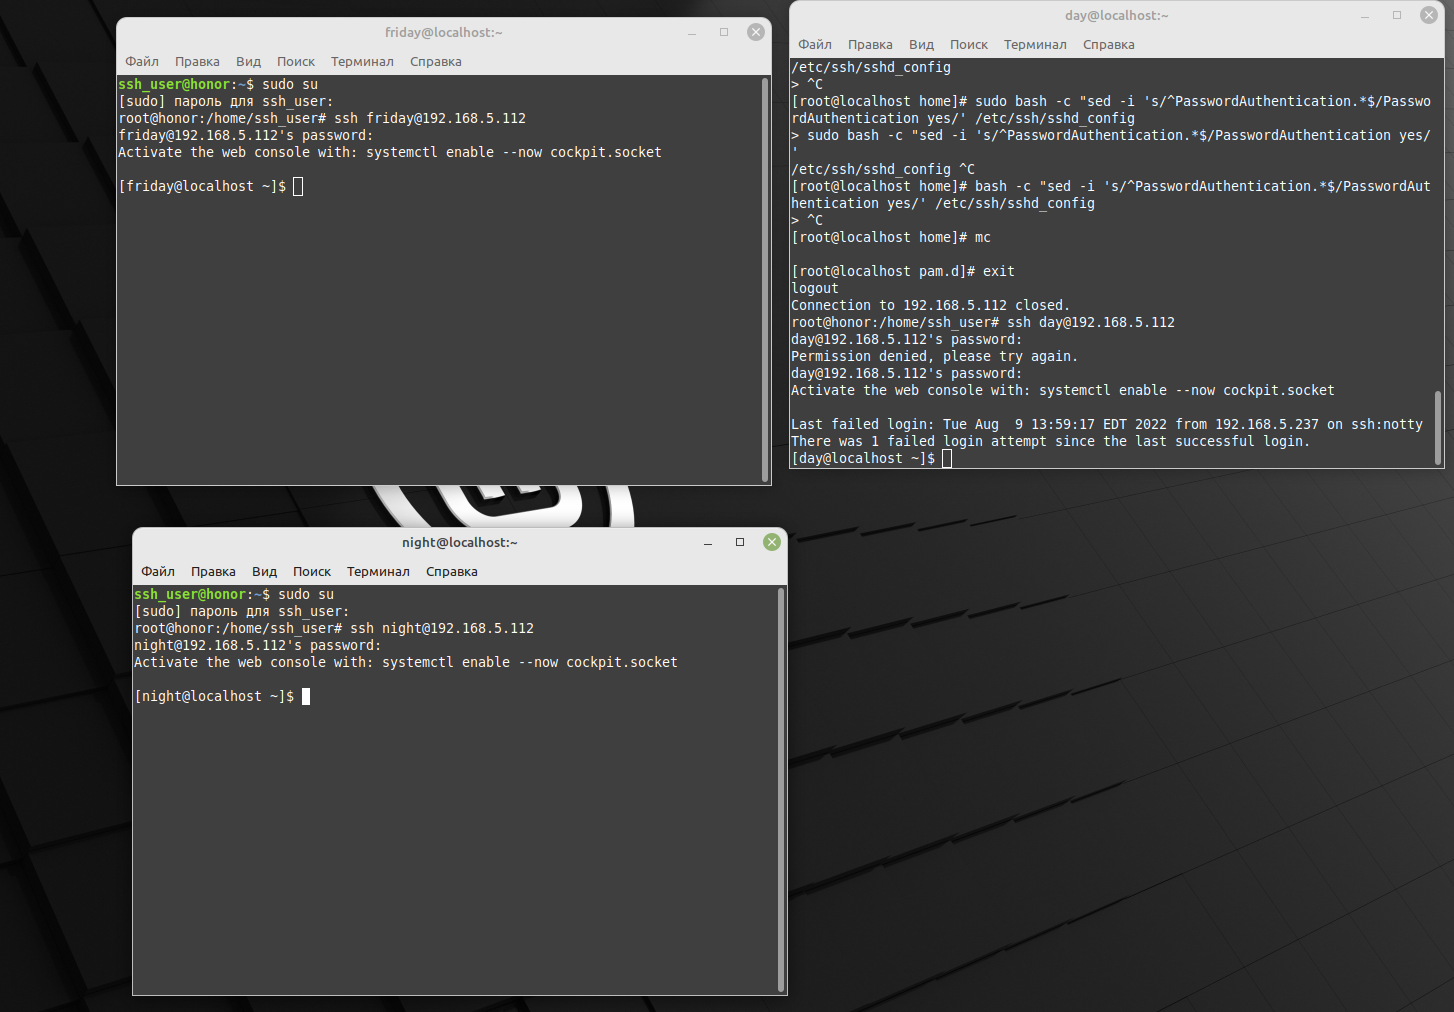 friday@localhost:~
Файл Правка Вид Поиск Терминал Справка
ssh_user@honor:~$ sudo su
[sudo] пароль для ssh_user:
root@honor:/home/ssh_user# ssh friday@192.168.5.112
friday@192.168.5.112's password:
Activate the web console with: systemctl enable --now cockpit.socket
[friday@localhost ~]$
day@localhost:~
Файл Правка Вид Поиск Терминал Справка
/etc/ssh/sshd_config
> ^C
[root@localhost home]# sudo bash -c "sed -i 's/^PasswordAuthentication.*$/Passwo
rdAuthentication yes/' /etc/ssh/sshd_config
> sudo bash -c "sed -i 's/^PasswordAuthentication.*$/PasswordAuthentication yes/
'
/etc/ssh/sshd_config ^C
[root@localhost home]# bash -c "sed -i 's/^PasswordAuthentication.*$/PasswordAut
hentication yes/' /etc/ssh/sshd_config
> ^C
[root@localhost home]# mc
[root@localhost pam.d]# exit
logout
Connection to 192.168.5.112 closed.
root@honor:/home/ssh_user# ssh day@192.168.5.112
day@192.168.5.112's password:
Permission denied, please try again.
day@192.168.5.112's password:
Activate the web console with: systemctl enable --now cockpit.socket
Last failed login: Tue Aug  9 13:59:17 EDT 2022 from 192.168.5.237 on ssh:notty
There was 1 failed login attempt since the last successful login.
[day@localhost ~]$
night@localhost:~
Файл Правка Вид Поиск Терминал Справка
ssh_user@honor:~$ sudo su
[sudo] пароль для ssh_user:
root@honor:/home/ssh_user# ssh night@192.168.5.112
night@192.168.5.112's password:
Activate the web console with: systemctl enable --now cockpit.socket
[night@localhost ~]$